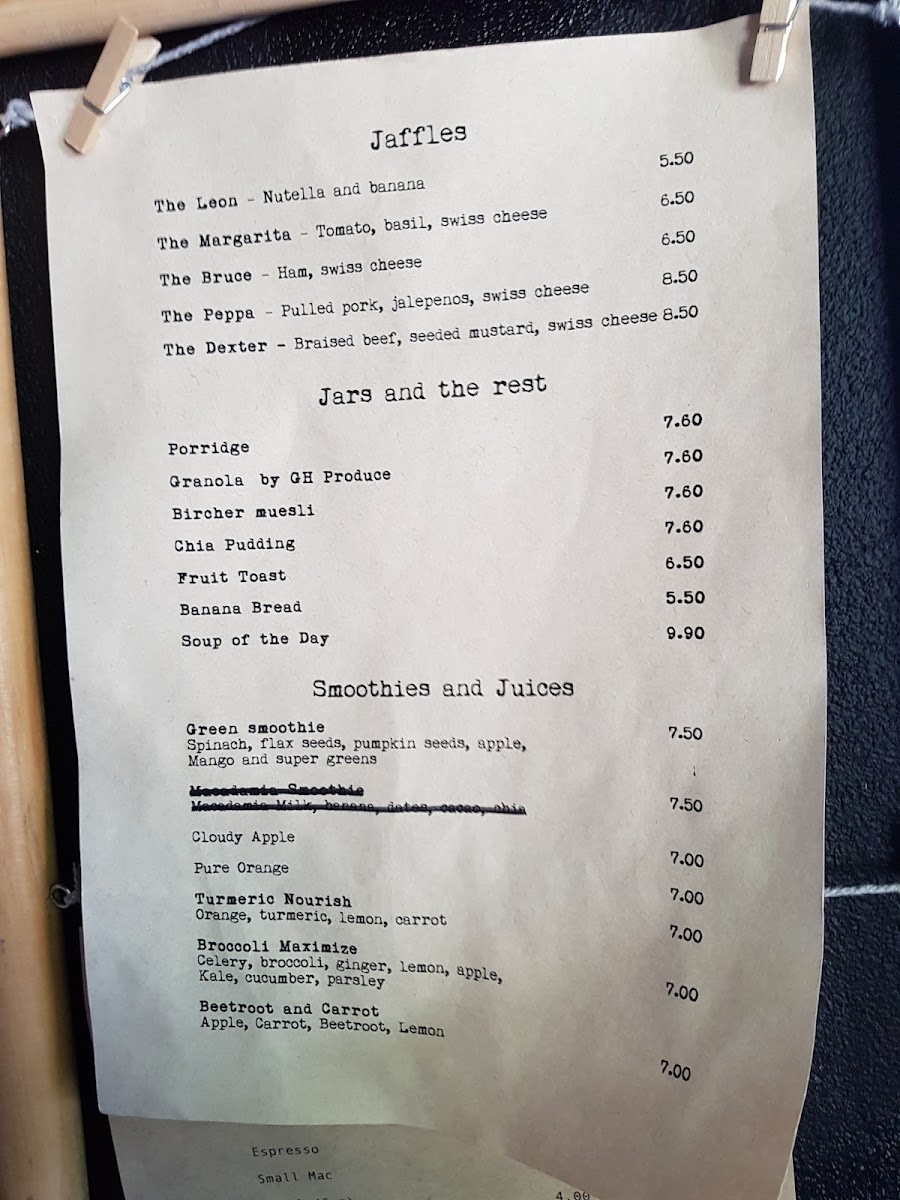 Jaffles
The Leon - Nutella and banana 5.50
The Margarita - Tomato, basil, swiss cheese 6.50
The Bruce - Ham, swiss cheese 6.50
The Peppa - Pulled pork, jalepenos, swiss cheese 8.50
The Dexter - Braised beef, seeded mustard, swiss cheese 8.50
Jars and the rest
Porridge 7.60
Granola by GH Produce 7.60
Bircher muesli 7.60
Chia Pudding 7.60
Fruit Toast 6.50
Banana Bread 5.50
Soup of the Day 9.90
Smoothies and Juices
Green smoothie 7.50
Spinach, flax seeds, pumpkin seeds, apple,
Mango and super greens
Macadamia Smoothie
Macadamia Milk, banana, dates, cacao, chia 7.50
Cloudy Apple 7.00
Pure Orange 7.00
Turmeric Nourish 7.00
Orange, turmeric, lemon, carrot
Broccoli Maximize
Celery, broccoli, ginger, lemon, apple, 7.00
Kale, cucumber, parsley
Beetroot and Carrot
Apple, Carrot, Beetroot, Lemon 7.00
Espresso
Small Mac
4.00